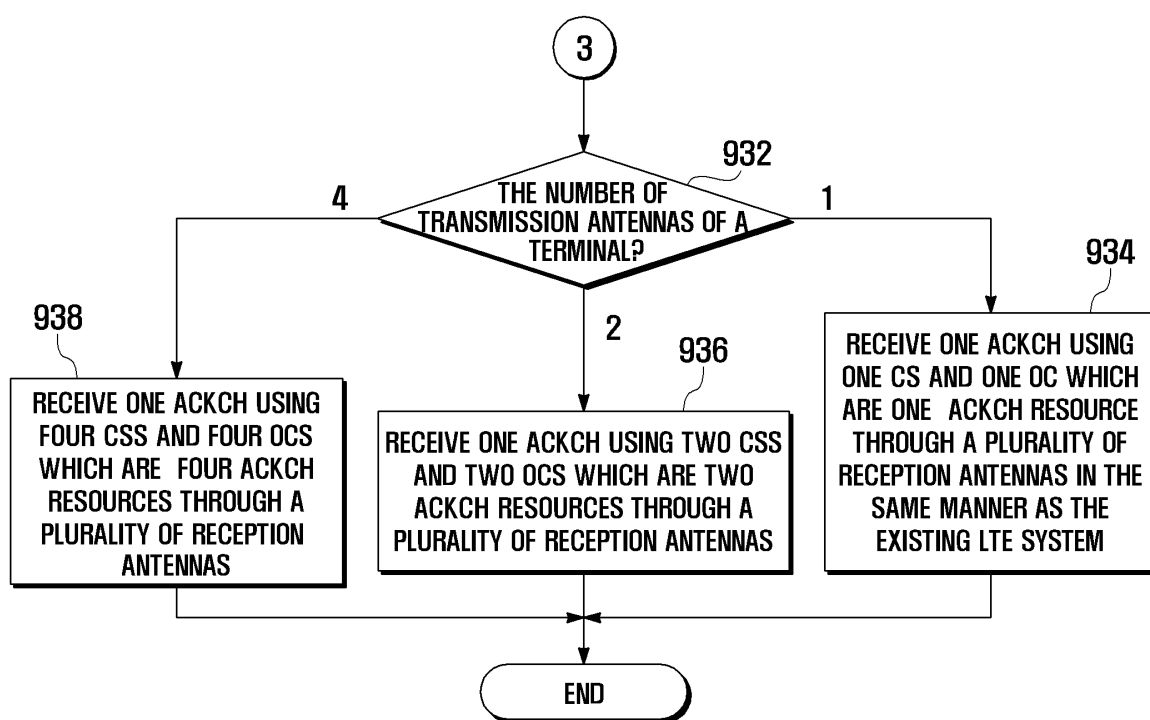 3
932
THE NUMBER OF
TRANSMISSION ANTENNAS OF A
TERMINAL?
4
1
2
938
RECEIVE ONE ACKCH USING
FOUR CSS AND FOUR OCS
WHICH ARE FOUR ACKCH
RESOURCES THROUGH A
PLURALITY OF RECEPTION
ANTENNAS
936
RECEIVE ONE ACKCH USING TWO CSS
AND TWO OCS WHICH ARE TWO
ACKCH RESOURCES THROUGH A
PLURALITY OF RECEPTION ANTENNAS
934
RECEIVE ONE ACKCH USING
ONE CS AND ONE OC WHICH
ARE ONE ACKCH RESOURCE
THROUGH A PLURALITY OF
RECEPTION ANTENNAS IN THE
SAME MANNER AS THE
EXISTING LTE SYSTEM
END